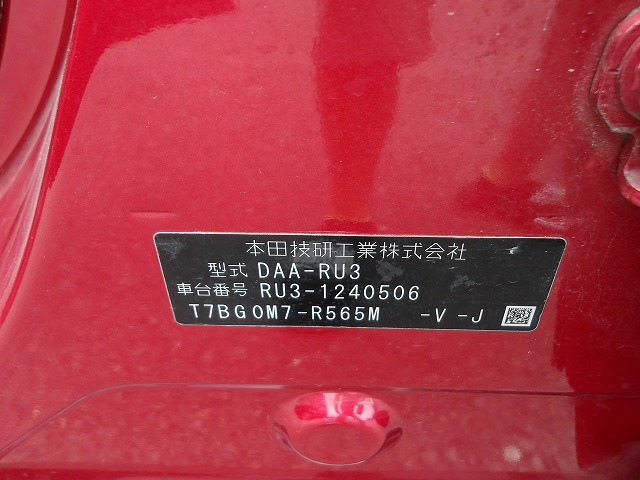 本田技研工業株式会社
型式 DAA-RU3
車台番号 RU3-1240506
T7BG0M7-R565M -V -J